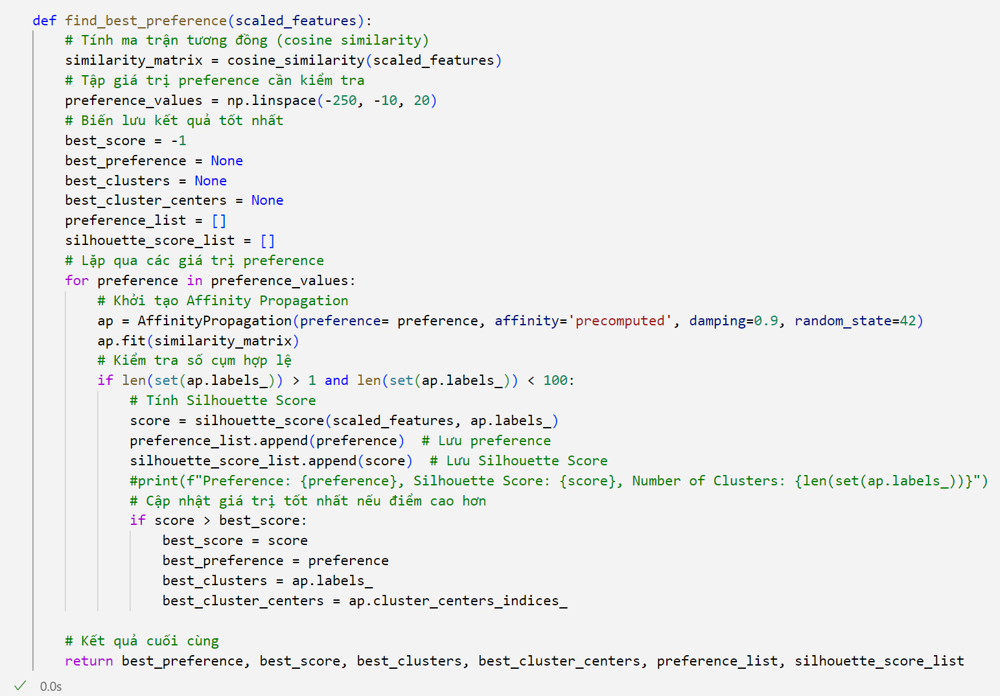 def find_best_preference(scaled_features):
    # Tính ma trận tương đồng (cosine similarity)
    similarity_matrix = cosine_similarity(scaled_features)
    # Tập giá trị preference cần kiểm tra
    preference_values = np.linspace(-250, -10, 20)
    # Biến lưu kết quả tốt nhất
    best_score = -1
    best_preference = None
    best_clusters = None
    best_cluster_centers = None
    preference_list = []
    silhouette_score_list = []
    # Lặp qua các giá trị preference
    for preference in preference_values:
        # Khởi tạo Affinity Propagation
        ap = AffinityPropagation(preference= preference, affinity='precomputed', damping=0.9, random_state=42)
        ap.fit(similarity_matrix)
        # Kiểm tra số cụm hợp lệ
        if len(set(ap.labels_)) > 1 and len(set(ap.labels_)) < 100:
            # Tính Silhouette Score
            score = silhouette_score(scaled_features, ap.labels_)
            preference_list.append(preference)  # Lưu preference
            silhouette_score_list.append(score)  # Lưu Silhouette Score
            #print(f"Preference: {preference}, Silhouette Score: {score}, Number of Clusters: {len(set(ap.labels_))}")
            # Cập nhật giá trị tốt nhất nếu điểm cao hơn
            if score > best_score:
                best_score = score
                best_preference = preference
                best_clusters = ap.labels_
                best_cluster_centers = ap.cluster_centers_indices_
    # Kết quả cuối cùng
    return best_preference, best_score, best_clusters, best_cluster_centers, preference_list, silhouette_score_list
0.0s